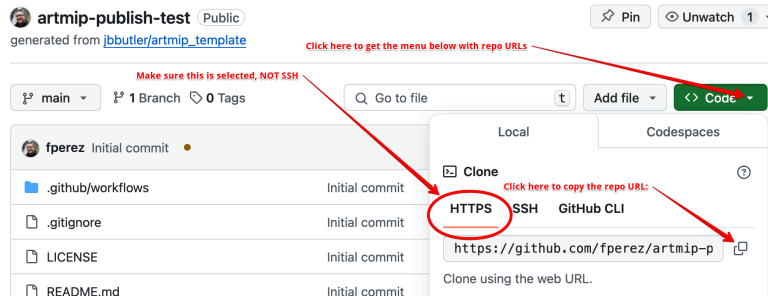 artmip-publish-test Public
Pin
Unwatch 1
generated from jbbutler/artmip_template
Click here to get the menu below with repo URLs
Make sure this is selected, NOT SSH
main
1 Branch
0 Tags
Go to file
t
Add file
<> Code
Local
Codespaces
fperez Initial commit
Clone
Click here to copy the repo URL:
.github/workflows Initial commit
HTTPS
SSH
GitHub CLI
.gitignore Initial commit
https://github.com/fperez/artmip-p
LICENSE Initial commit
Clone using the web URL.
README.md Initial commit